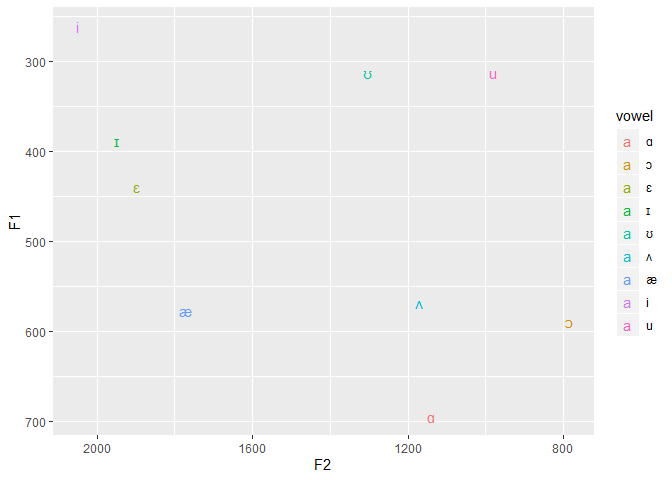 i
300
ʊ
u
vowel
a ɑ
400
ɪ
a ɔ
ɛ
a ɛ
F1
a ɪ
500
a ʊ
a ʌ
æ
ʌ
a æ
600
ɔ
a i
700
ɑ
a u
2000 1600 1200 800
F2